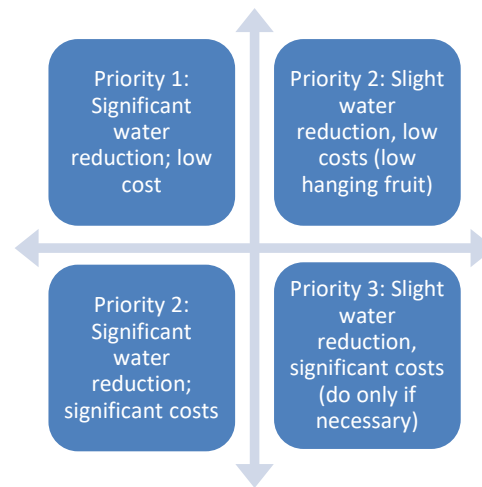 Priority 1:
Significant
water
reduction; low
cost
Priority 2: Slight
water
reduction, low
costs (low
hanging fruit)
Priority 2:
Significant
water
reduction;
significant costs
Priority 3: Slight
water
reduction,
significant costs
(do only if
necessary)